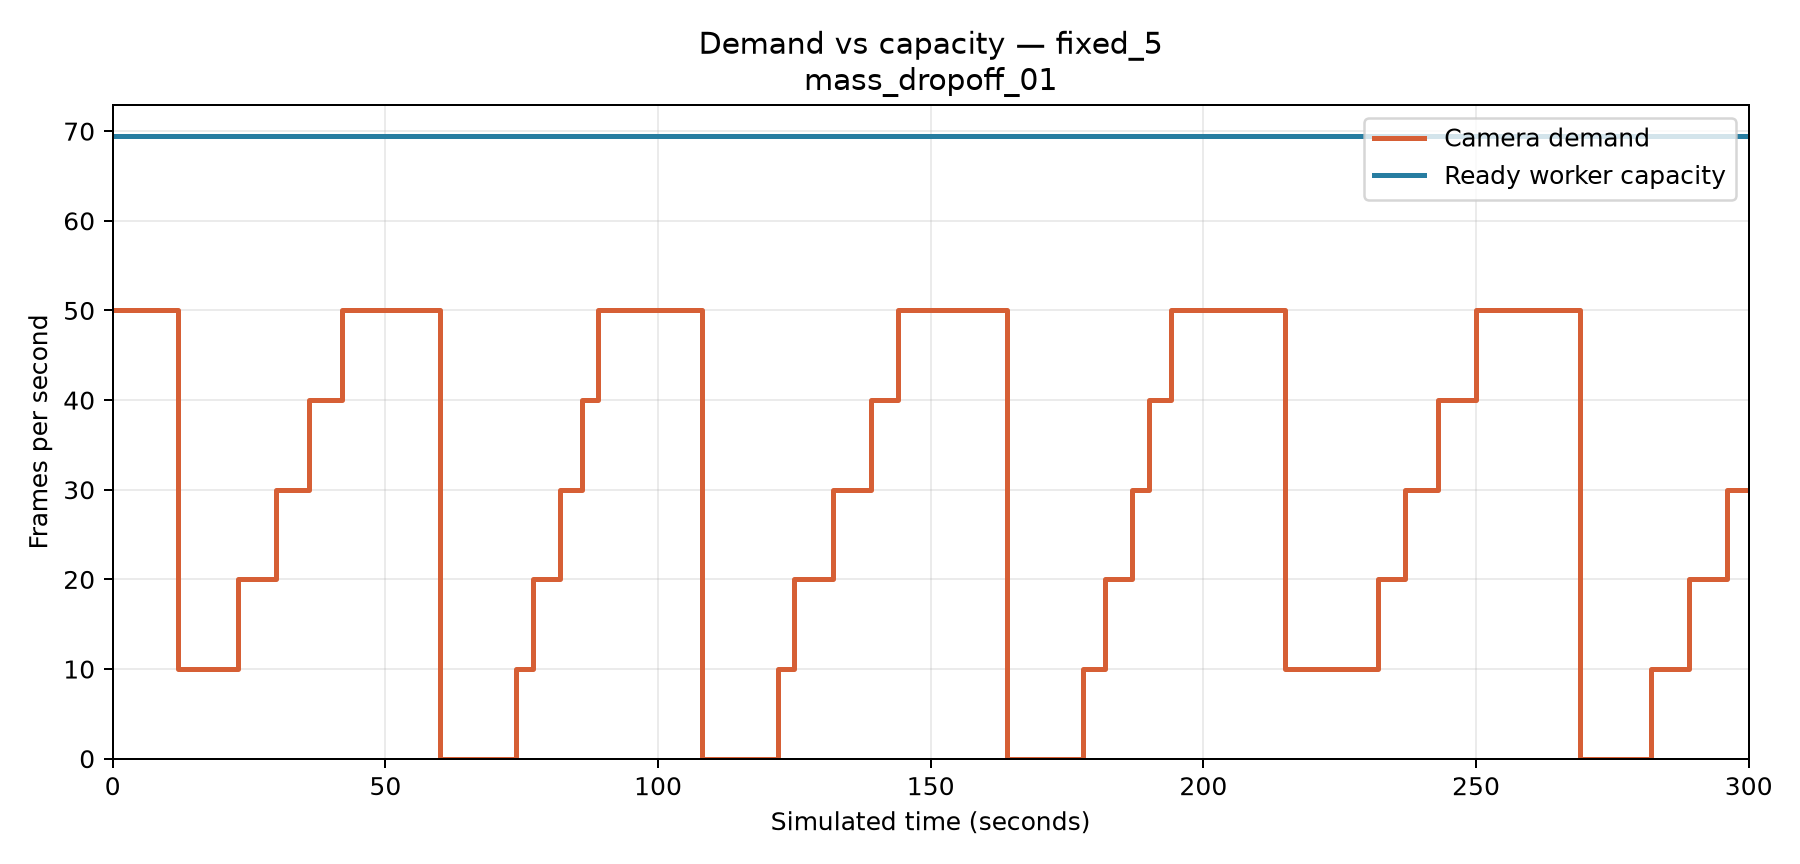 Demand vs capacity — fixed_5
mass_dropoff_01
Camera demand
Ready worker capacity
Frames per second
70
60
50
40
30
20
10
0
0 50 100 150 200 250 300
Simulated time (seconds)